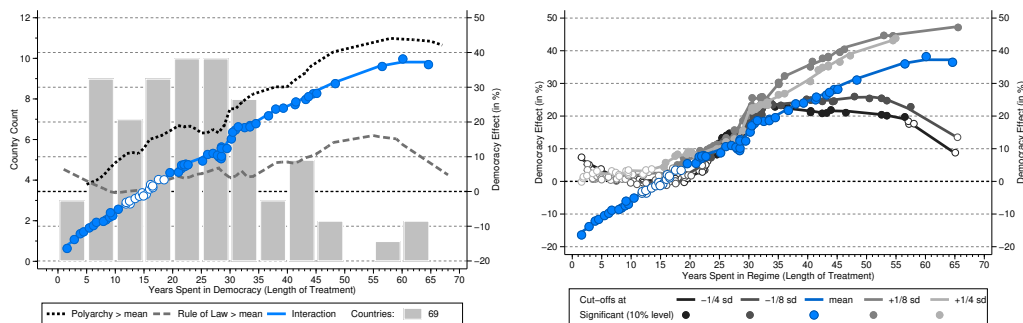 12
10
8
6
4
2
0
Country Count
50
40
30
20
10
0
-10
-20
Democracy Effect (in %)
0 5 10 15 20 25 30 35 40 45 50 55 60 65 70
Years Spent in Democracy (Length of Treatment)
Polyarchy > mean Rule of Law > mean Interaction Countries: 69
50
40
30
20
10
0
−10
−20
Democracy Effect (in %)
50
40
30
20
10
0
-10
-20
Democracy Effect (in %)
0 5 10 15 20 25 30 35 40 45 50 55 60 65 70
Years Spent in Regime (Length of Treatment)
Cut−offs at −1/4 sd −1/8 sd mean +1/8 sd +1/4 sd
Significant (10% level)